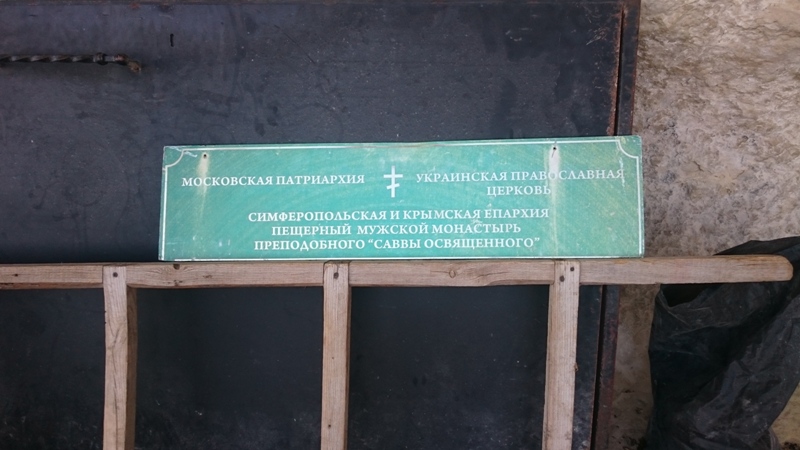 МОСКОВСКАЯ ПАТРИАРХИЯ УКРАИНСКАЯ ПРАВОСЛАВНАЯ
ЦЕРКОВЬ
СИМФЕРОПОЛЬСКАЯ И КРЫМСКАЯ ЕПАРХИЯ
ПЕЩЕРНЫЙ МУЖСКОЙ МОНАСТЫРЬ
ПРЕПОДОБНОГО "САВВЫ ОСВЯЩЕННОГО"